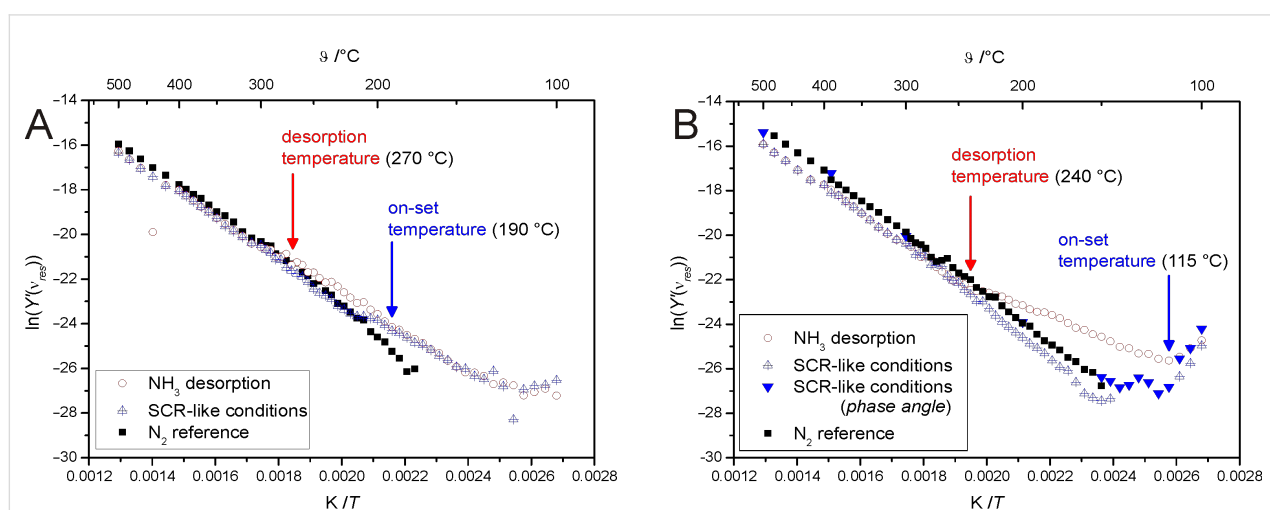 ϑ /°C
500 400 300 200 100
A
desorption
temperature (270 °C)
on-set
temperature (190 °C)
ln(Y′(ν_res))
−14
−16
−18
−20
−22
−24
−26
−28
−30
NH₃ desorption
SCR-like conditions
N₂ reference
0.0012 0.0014 0.0016 0.0018 0.0020 0.0022 0.0024 0.0026 0.0028
K /T
ϑ /°C
500 400 300 200 100
B
desorption
temperature (240 °C)
on-set
temperature (115 °C)
ln(Y′(ν_res))
−14
−16
−18
−20
−22
−24
−26
−28
−30
NH₃ desorption
SCR-like conditions
SCR-like conditions
(phase angle)
N₂ reference
0.0012 0.0014 0.0016 0.0018 0.0020 0.0022 0.0024 0.0026 0.0028
K /T